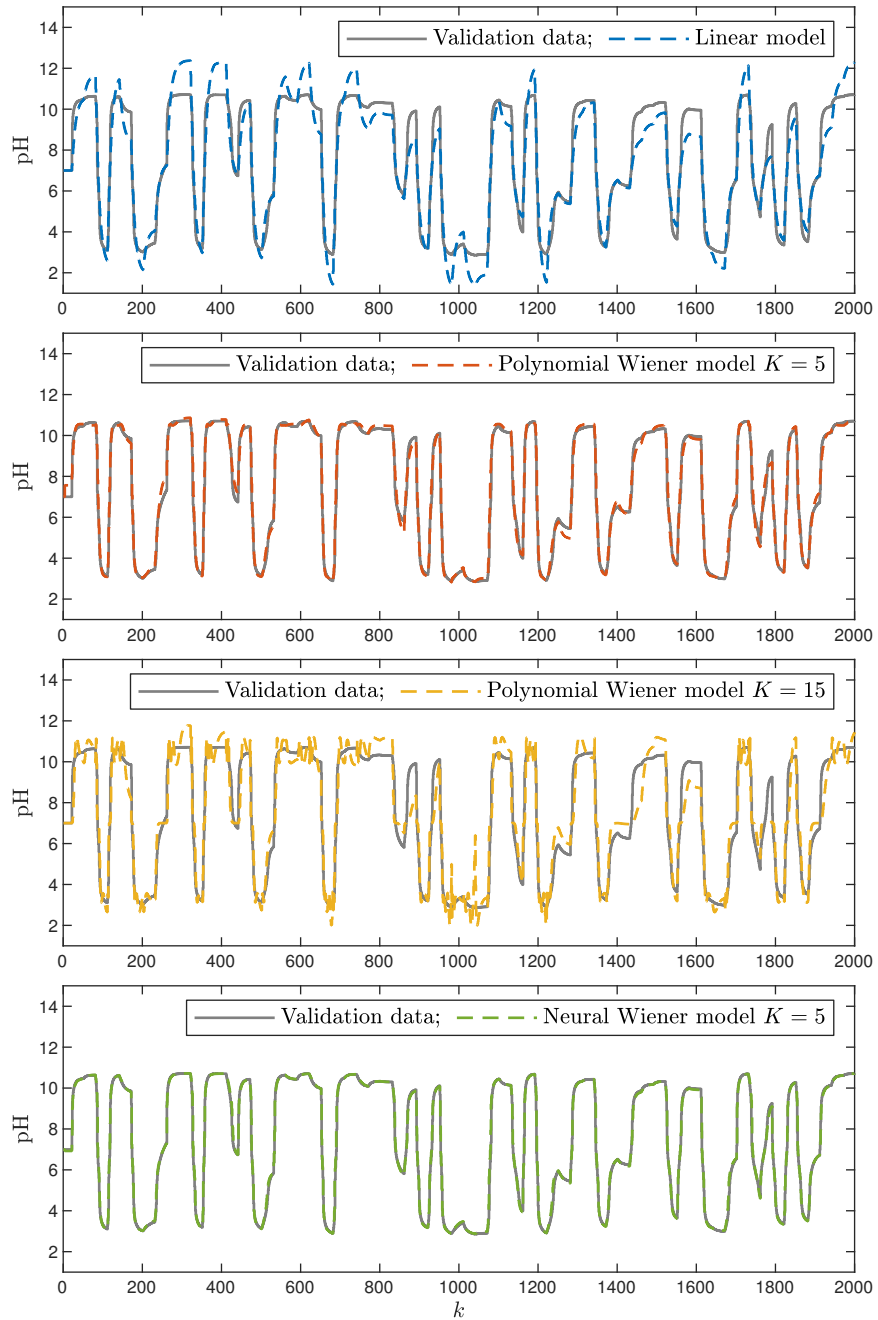 14
12
10
8
6
4
2
pH
Validation data; Linear model
0 200 400 600 800 1000 1200 1400 1600 1800 2000
14
12
10
8
6
4
2
pH
Validation data; Polynomial Wiener model K = 5
0 200 400 600 800 1000 1200 1400 1600 1800 2000
14
12
10
8
6
4
2
pH
Validation data; Polynomial Wiener model K = 15
0 200 400 600 800 1000 1200 1400 1600 1800 2000
14
12
10
8
6
4
2
pH
Validation data; Neural Wiener model K = 5
0 200 400 600 800 1000 1200 1400 1600 1800 2000
k